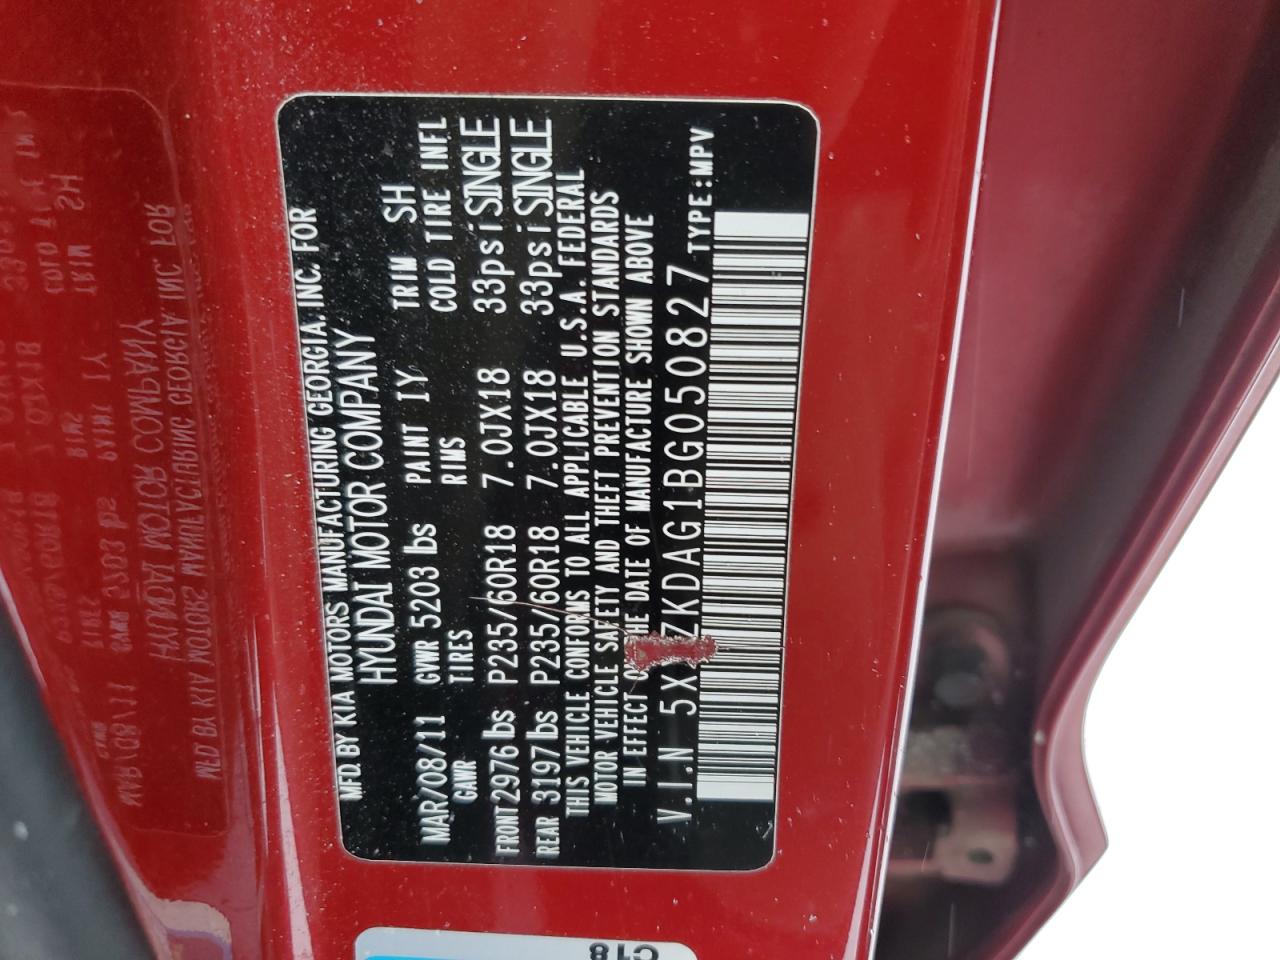 MFD. BY KIA MOTORS MANUFACTURING GEORGIA, INC. FOR
HYUNDAI MOTOR COMPANY
MAR/08/11 GVWR 5203 lbs PAINT IY TRIM SH
GAWR TIRES RIMS COLD TIRE INFL
FRONT 2976 lbs P235/60R18 7.0JX18 33psi SINGLE
REAR 3197 lbs P235/60R18 7.0JX18 33psi SINGLE
THIS VEHICLE CONFORMS TO ALL APPLICABLE U.S.A. FEDERAL
MOTOR VEHICLE SAFETY AND THEFT PREVENTION STANDARDS
IN EFFECT DATE OF MANUFACTURE SHOWN ABOVE
V.I.N 5X ZKDAG1BG050827 TYPE:MPV
C18